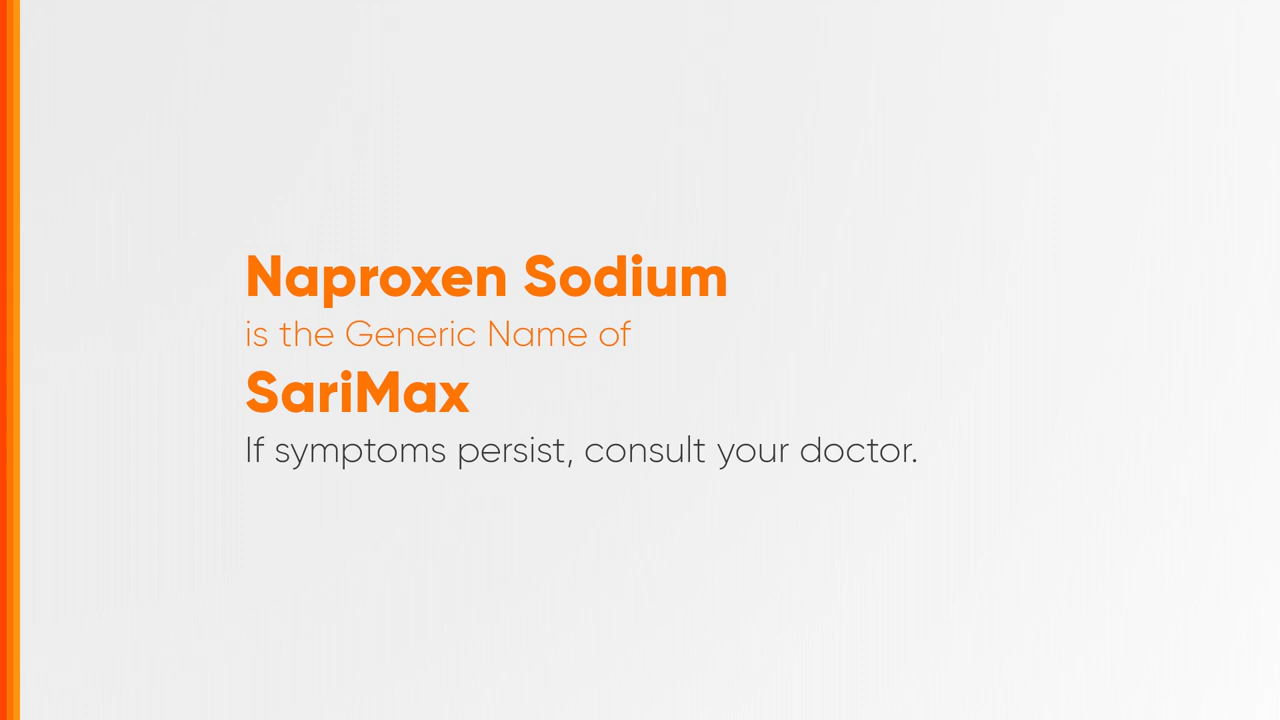 Naproxen Sodium
is the Generic Name of
SariMax
If symptoms persist, consult your doctor.